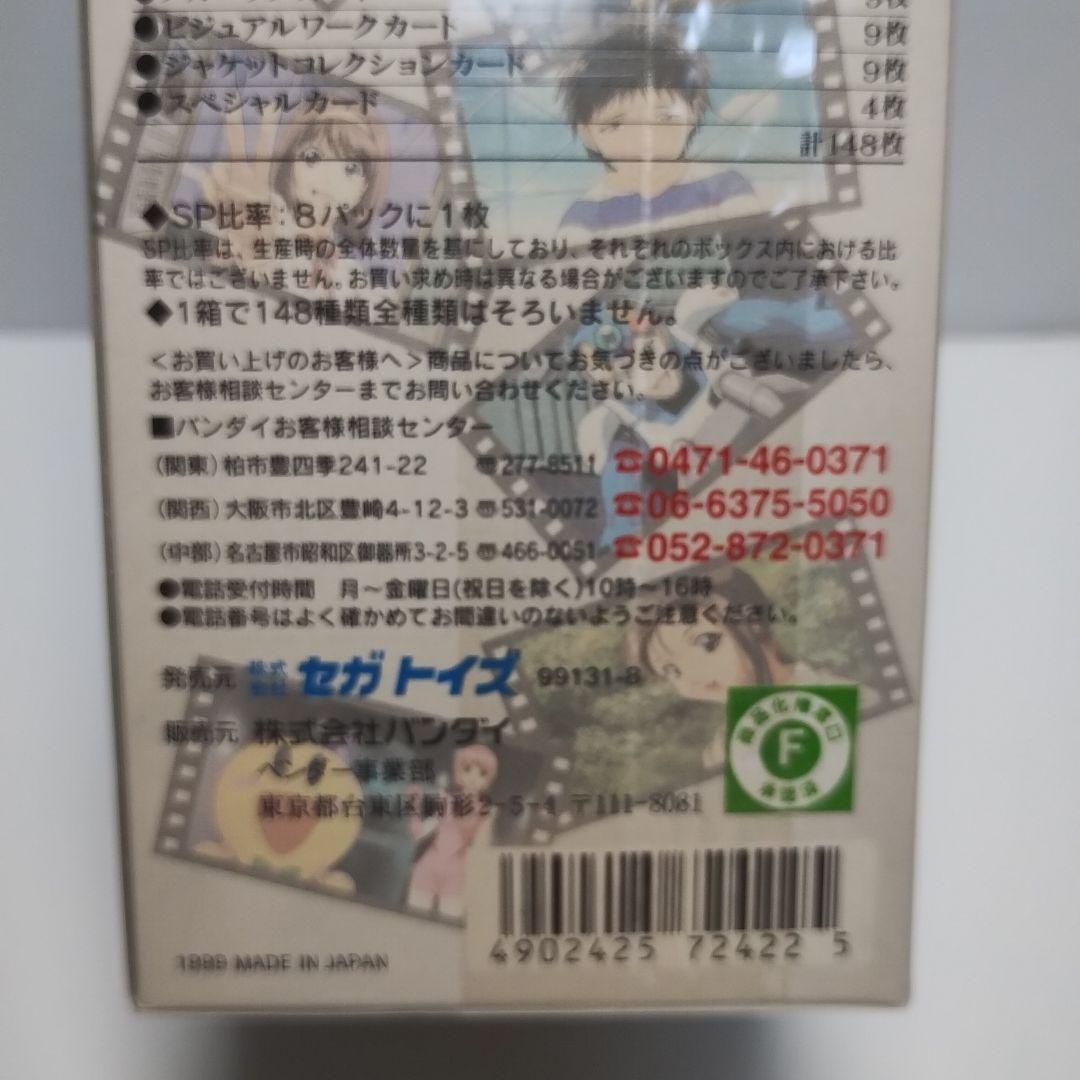 ●ビジュアルワークカード 9枚
●ジャケットコレクションカード 9枚
●スペシャルカード 4枚
計148枚
◆SP比率：8パックに1枚
SP比率は、生産時の全体数量を基にしており、それぞれのボックス内における比
率ではございません。お買い求め時は異なる場合がございますのでご了承下さい。
◆1箱で148種類全種類はそろいません。
<お買い上げのお客様へ>商品についてお気づきの点がございましたら、
お客様相談センターまでお問い合わせください。
■バンダイお客様相談センター
(関東)柏市豊四季241-22 〠277-8511 ☎0471-46-0371
(関西)大阪市北区豊崎4-12-3 〠531-0072 ☎06-6375-5050
(中部)名古屋市昭和区御器所3-2-5 〠466-0051 ☎052-872-0371
●電話受付時間 月～金曜日(祝日を除く)10時～16時
●電話番号はよく確かめてお間違いのないようご注意ください。
発売元 株式会社 セガトイズ 99131-8
販売元 株式会社バンダイ
ベンダー事業部
東京都台東区駒形2-5-4 〒111-8081
F
4902425 72422 5
1999 MADE IN JAPAN